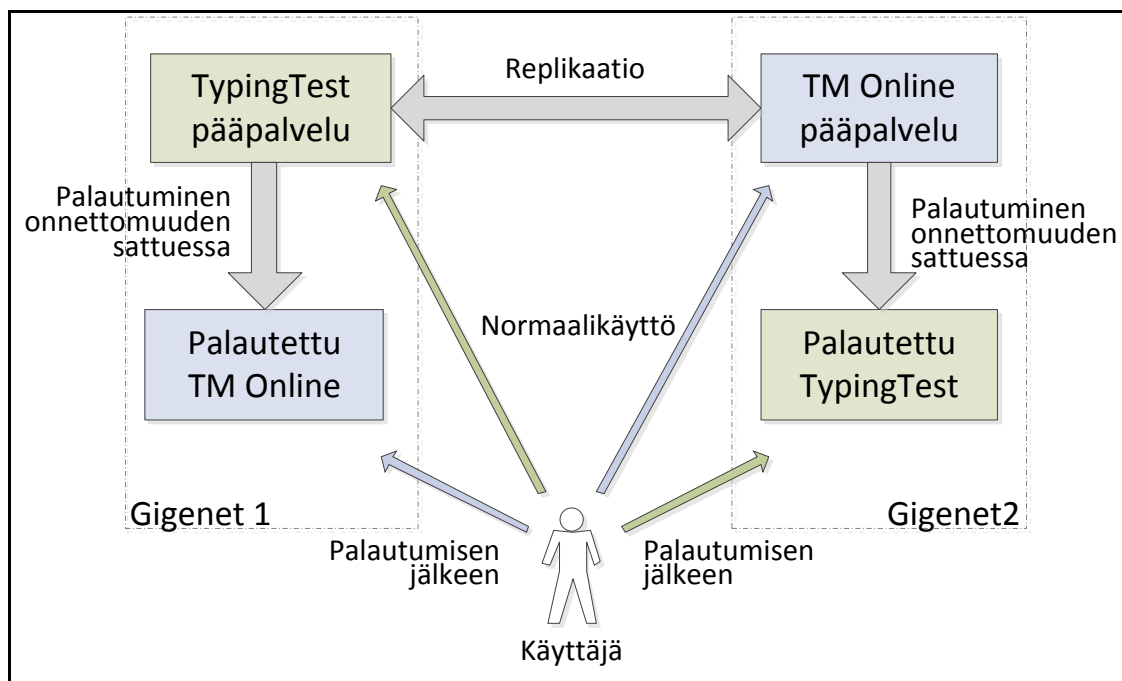 TypingTest
pääpalvelu
Replikaatio
TM Online
pääpalvelu
Palautuminen
onnettomuuden
sattuessa
Palautuminen
onnettomuuden
sattuessa
Normaalikäyttö
Palautettu
TM Online
Palautettu
TypingTest
Gigenet 1
Gigenet2
Palautumisen
jälkeen
Palautumisen
jälkeen
Käyttäjä